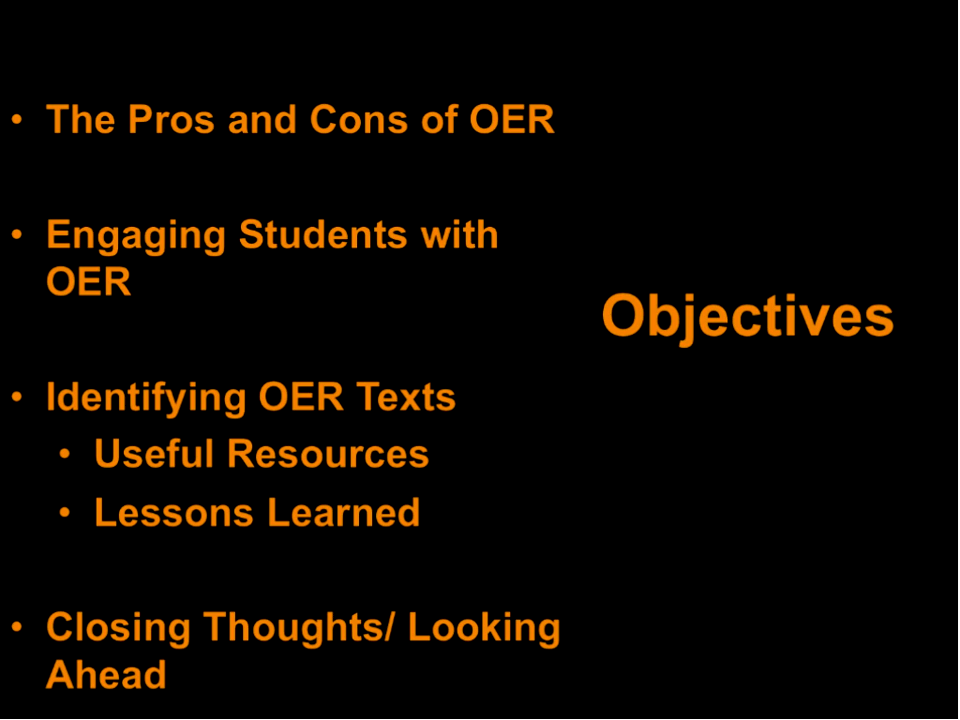 • The Pros and Cons of OER
• Engaging Students with
OER
Objectives
• Identifying OER Texts
• Useful Resources
• Lessons Learned
• Closing Thoughts/ Looking
Ahead